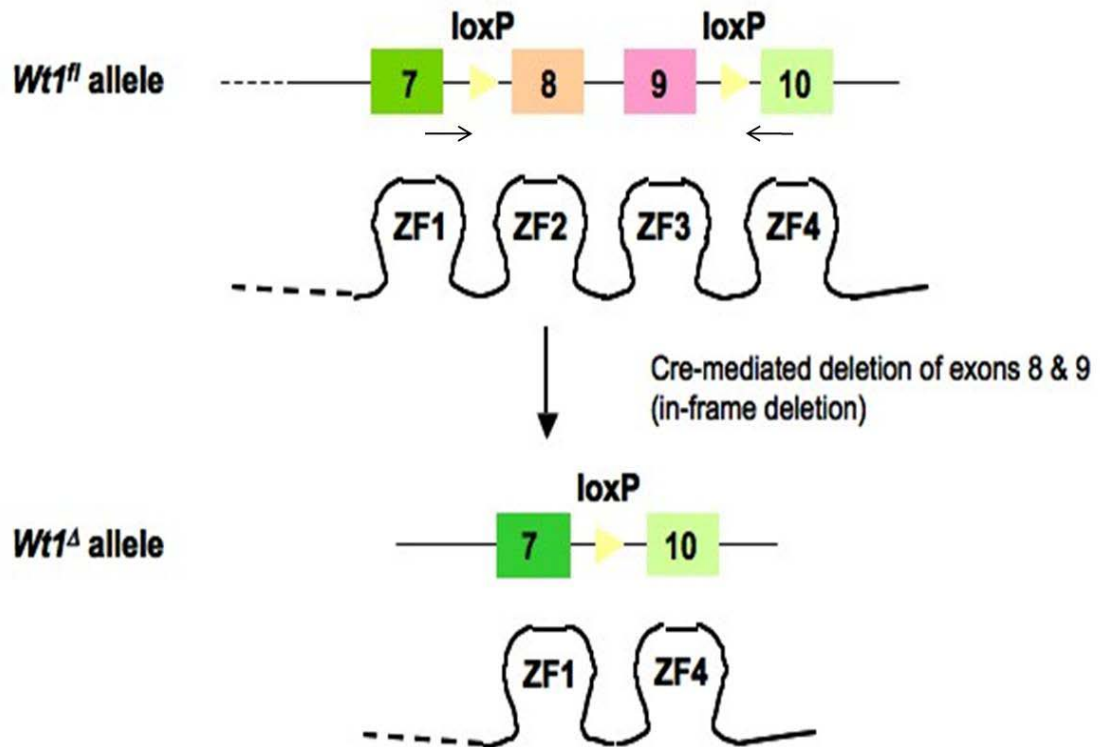 loxP loxP
Wt1fl allele 7 8 9 10
ZF1 ZF2 ZF3 ZF4
Cre-mediated deletion of exons 8 & 9
(in-frame deletion)
loxP
Wt1Δ allele 7 10
ZF1 ZF4